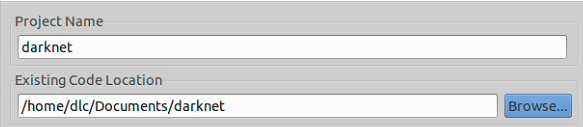 Project Name
darknet
Existing Code Location
/home/dlc/Documents/darknet
Browse...